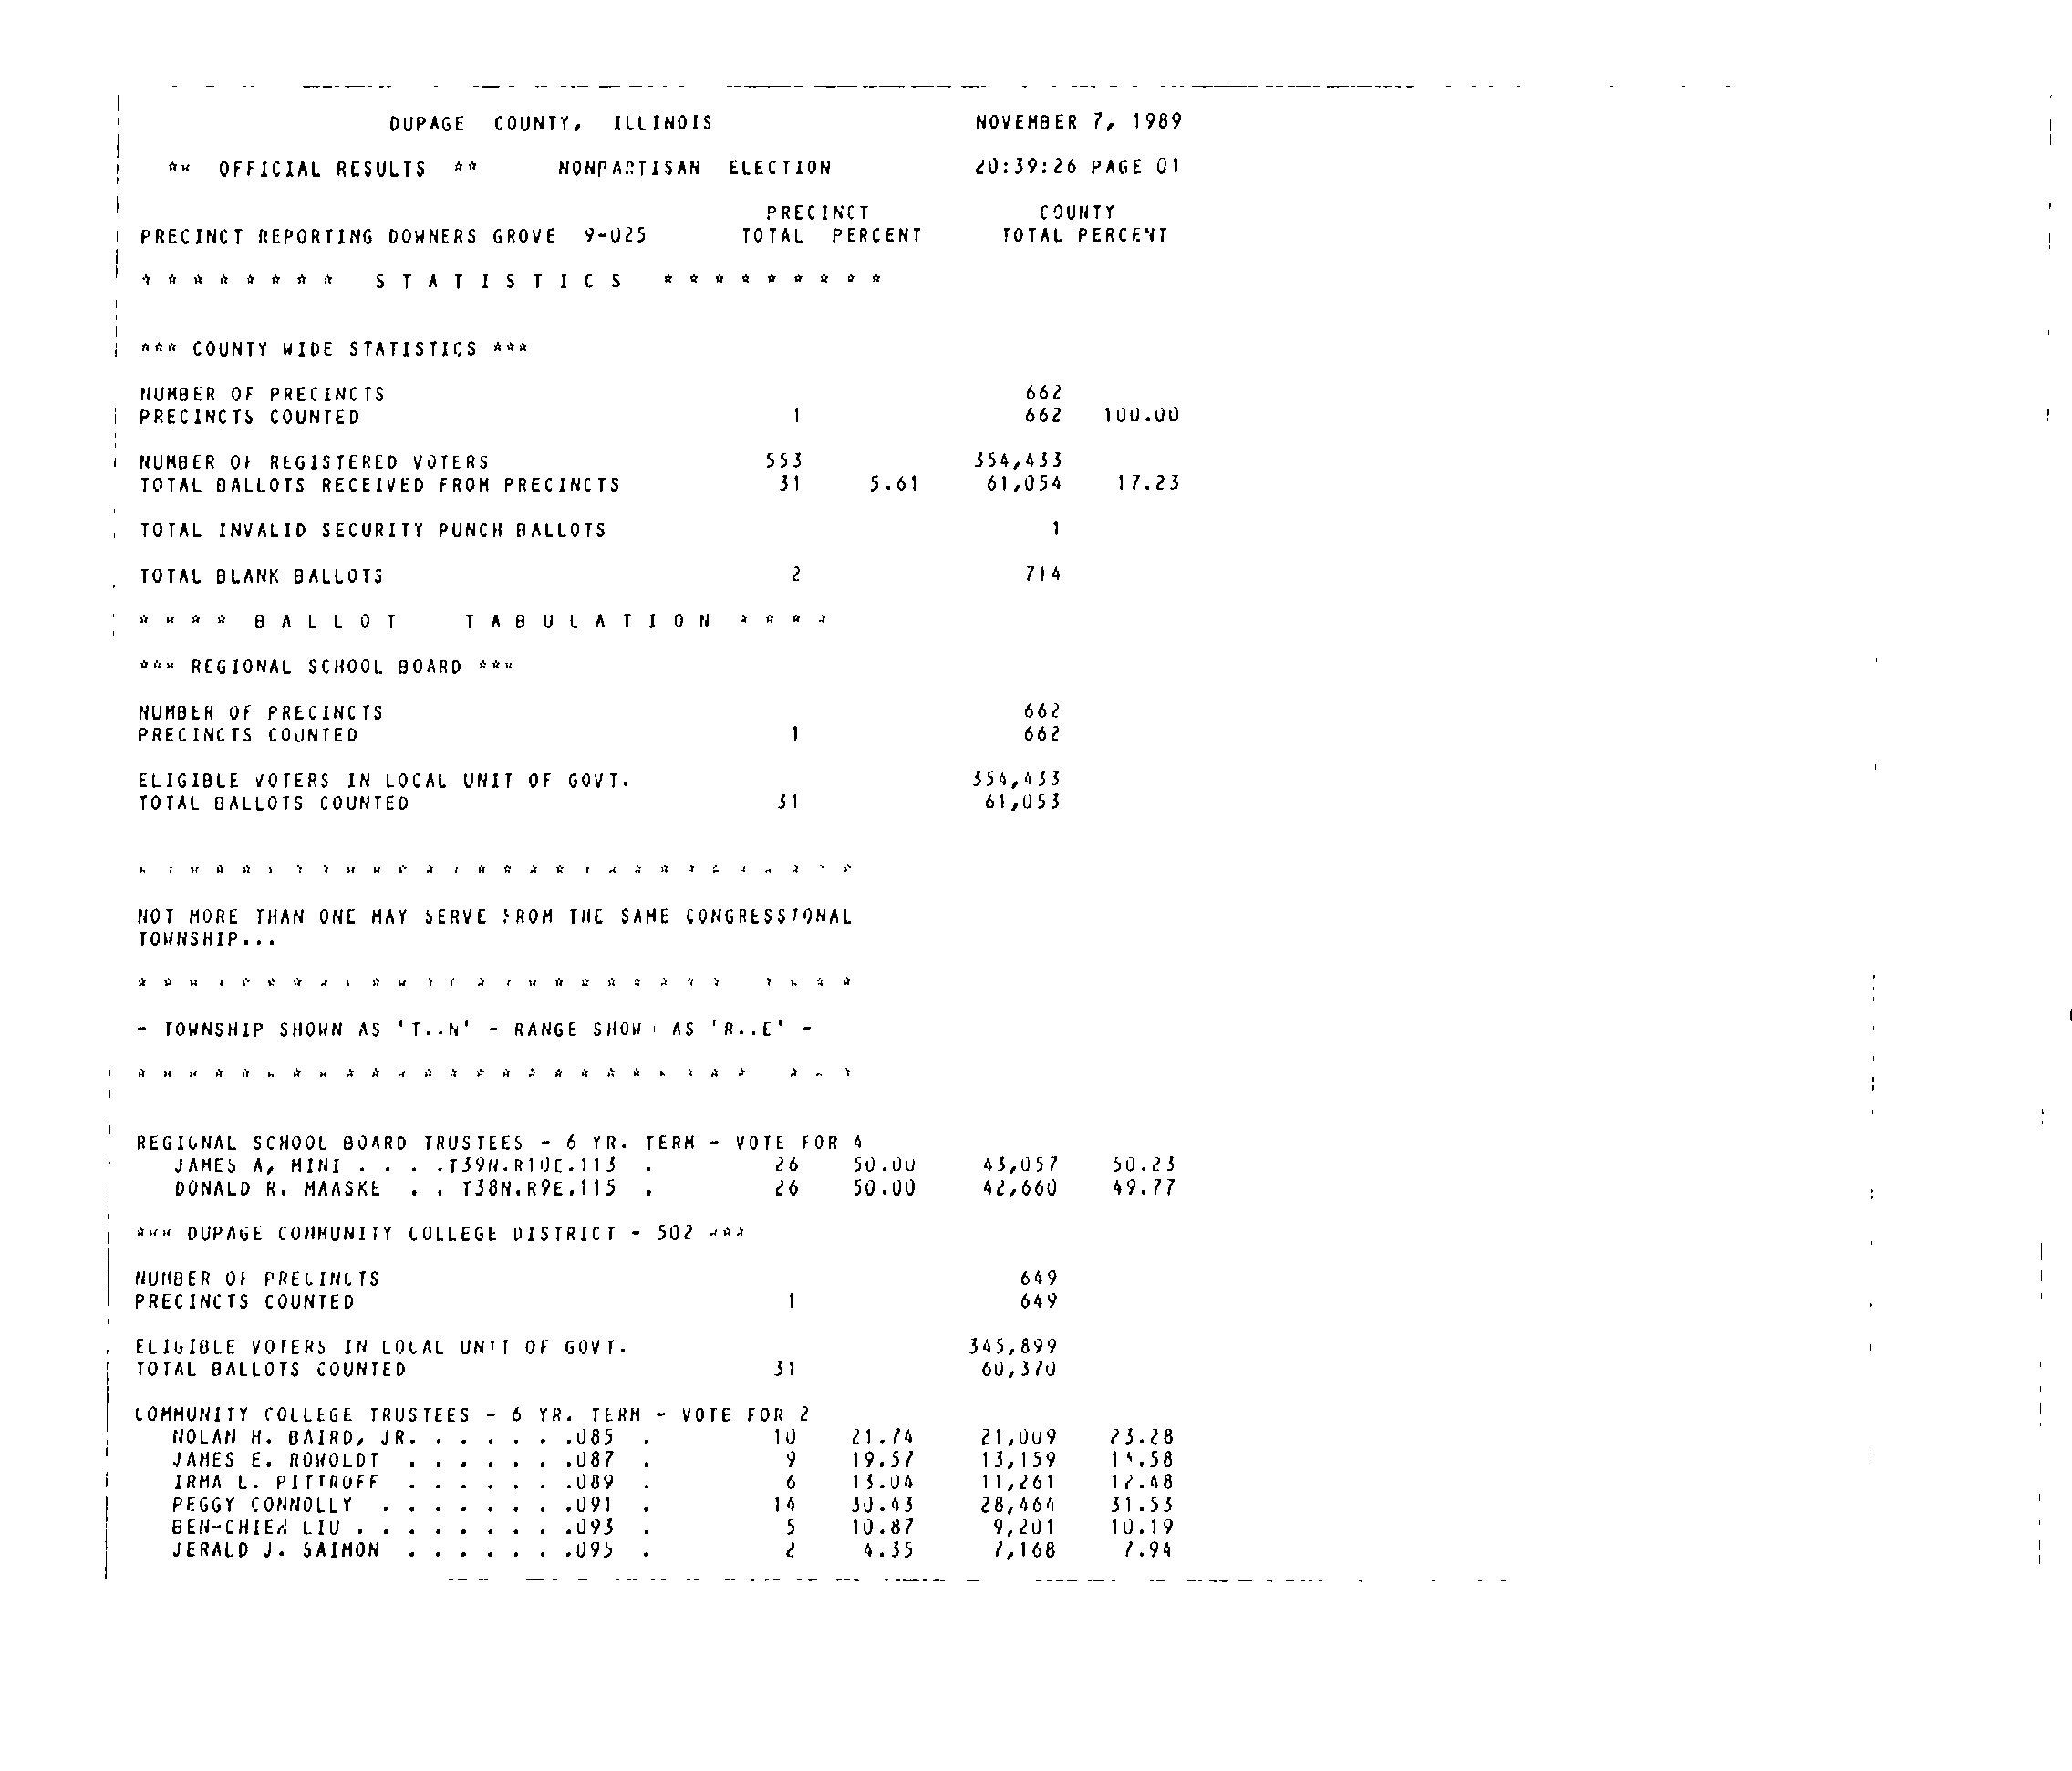 DUPAGE COUNTY, ILLINOIS NOVEMBER 7, 1989
** OFFICIAL RESULTS ** NONPARTISAN ELECTION 20:39:26 PAGE 01
PRECINCT COUNTY
PRECINCT REPORTING DOWNERS GROVE 9-025 TOTAL PERCENT TOTAL PERCENT
* * * * * * * * S T A T I S T I C S * * * * * * * * *
*** COUNTY WIDE STATISTICS ***
NUMBER OF PRECINCTS 662
PRECINCTS COUNTED 1 662 100.00
NUMBER OF REGISTERED VOTERS 553 354,433
TOTAL BALLOTS RECEIVED FROM PRECINCTS 31 5.61 61,054 17.23
TOTAL INVALID SECURITY PUNCH BALLOTS 1
TOTAL BLANK BALLOTS 2 714
* * * * B A L L O T T A B U L A T I O N * * * *
*** REGIONAL SCHOOL BOARD ***
NUMBER OF PRECINCTS 662
PRECINCTS COUNTED 1 662
ELIGIBLE VOTERS IN LOCAL UNIT OF GOVT. 354,433
TOTAL BALLOTS COUNTED 31 61,053
* * * * * * * * * * * * * * * * * * * * * * * * * * * *
NOT MORE THAN ONE MAY SERVE FROM THE SAME CONGRESSIONAL
TOWNSHIP...
* * * * * * * * * * * * * * * * * * * * * * * * * * *
- TOWNSHIP SHOWN AS 'T..N' - RANGE SHOWN AS 'R..E' -
* * * * * * * * * * * * * * * * * * * * * * * * * * *
REGIONAL SCHOOL BOARD TRUSTEES - 6 YR. TERM - VOTE FOR 4
JAMES A. MINI . . . .T39N.R10E.113 . 26 50.00 43,057 50.23
DONALD R. MAASKE . . T38N.R9E.115 . 26 50.00 42,660 49.77
*** DUPAGE COMMUNITY COLLEGE DISTRICT - 502 ***
NUMBER OF PRECINCTS 649
PRECINCTS COUNTED 1 649
ELIGIBLE VOTERS IN LOCAL UNIT OF GOVT. 345,899
TOTAL BALLOTS COUNTED 31 60,370
COMMUNITY COLLEGE TRUSTEES - 6 YR. TERM - VOTE FOR 2
NOLAN H. BAIRD, JR. . . . . . .085 . 10 21.74 21,009 23.28
JAMES E. ROWOLDT . . . . . . .087 . 9 19.57 13,159 14.58
IRMA L. PITTROFF . . . . . . .089 . 6 13.04 11,261 12.48
PEGGY CONNOLLY . . . . . . . .091 . 14 30.43 28,464 31.53
BEN-CHIEH LIU . . . . . . . . .093 . 5 10.87 9,201 10.19
JERALD J. SAIMON . . . . . . .095 . 2 4.35 7,168 7.94